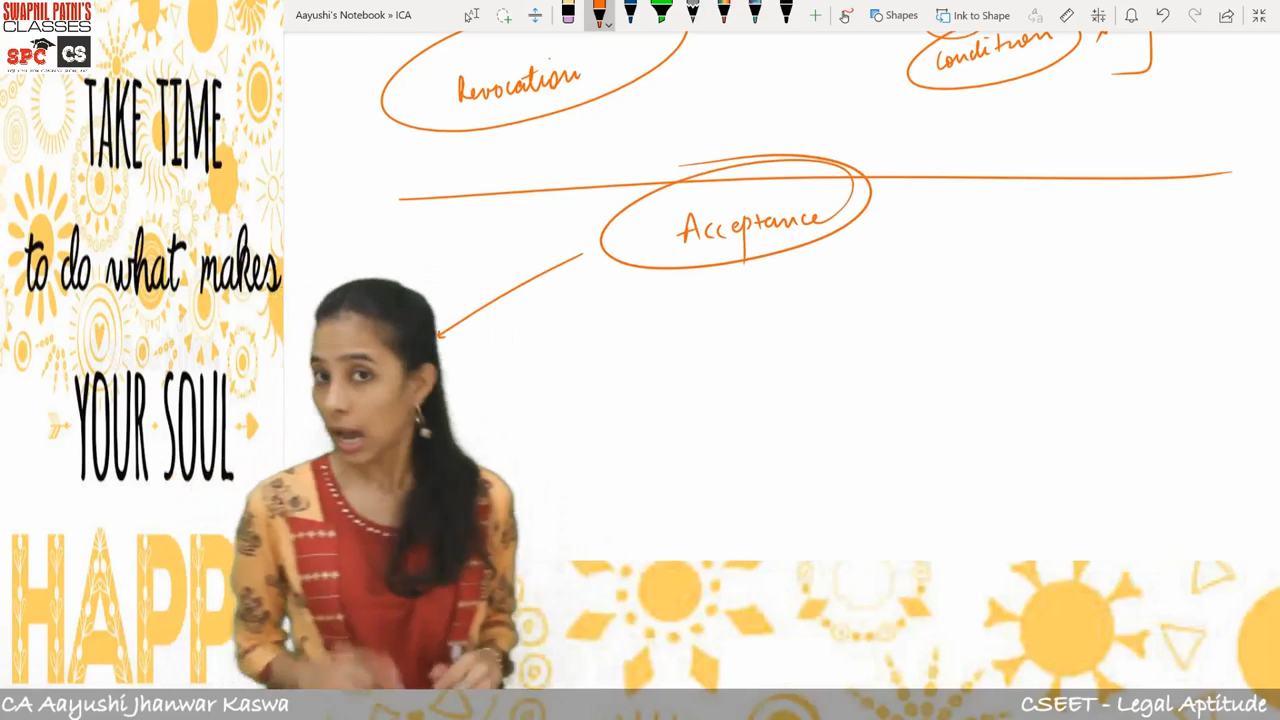 SWAPNIL PATNI'S
CLASSES
SPC CS
Aayushi's Notebook » ICA
Shapes
Ink to Shape
Revocation
condition
Acceptance
TAKE TIME
to do what makes
YOUR SOUL
HAPP
CA Aayushi Jhanwar Kaswa
CSEET - Legal Aptitude